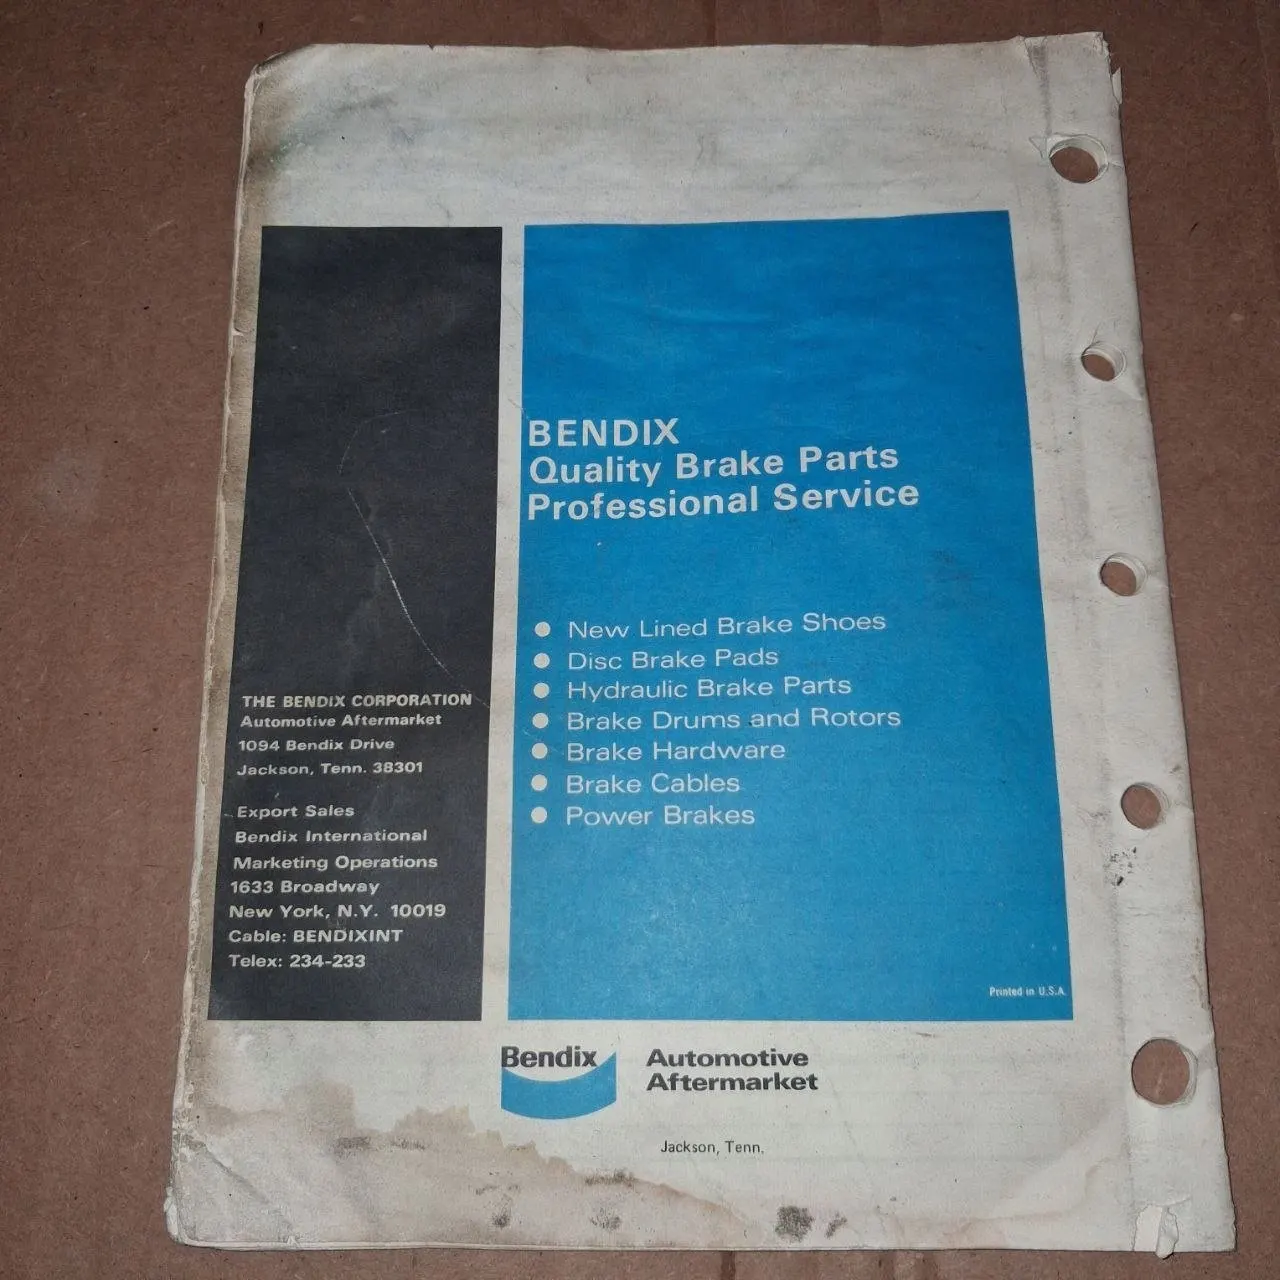 BENDIX
Quality Brake Parts
Professional Service
● New Lined Brake Shoes
● Disc Brake Pads
● Hydraulic Brake Parts
● Brake Drums and Rotors
● Brake Hardware
● Brake Cables
● Power Brakes
THE BENDIX CORPORATION
Automotive Aftermarket
1094 Bendix Drive
Jackson, Tenn. 38301
Export Sales
Bendix International
Marketing Operations
1633 Broadway
New York, N.Y. 10019
Cable: BENDIXINT
Telex: 234-233
Printed in U.S.A.
Bendix
Automotive
Aftermarket
Jackson, Tenn.